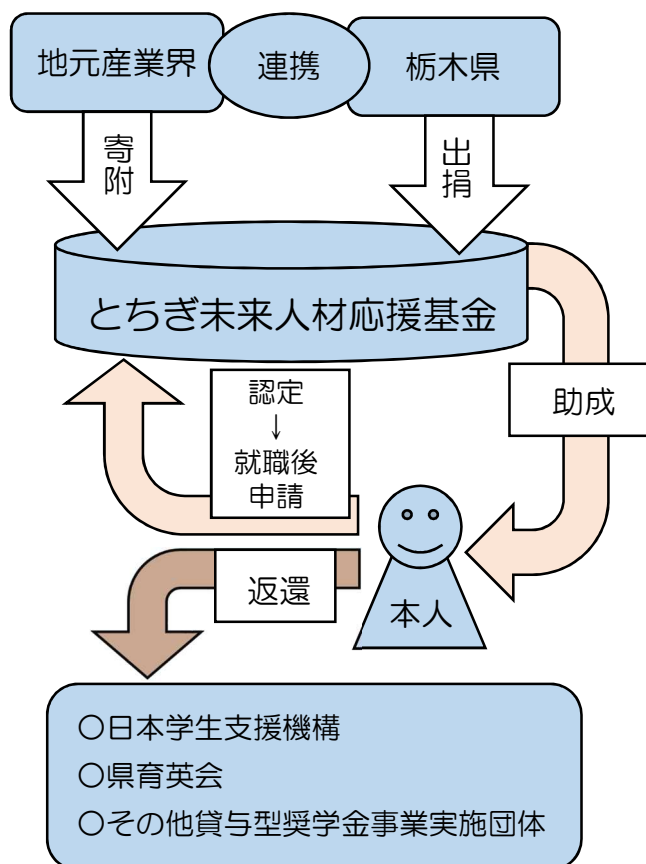 地元産業界
連携
栃木県
寄附
出捐
とちぎ未来人材応援基金
認定
↓
就職後
申請
助成
返還
本人
○日本学生支援機構
○県育英会
○その他貸与型奨学金事業実施団体